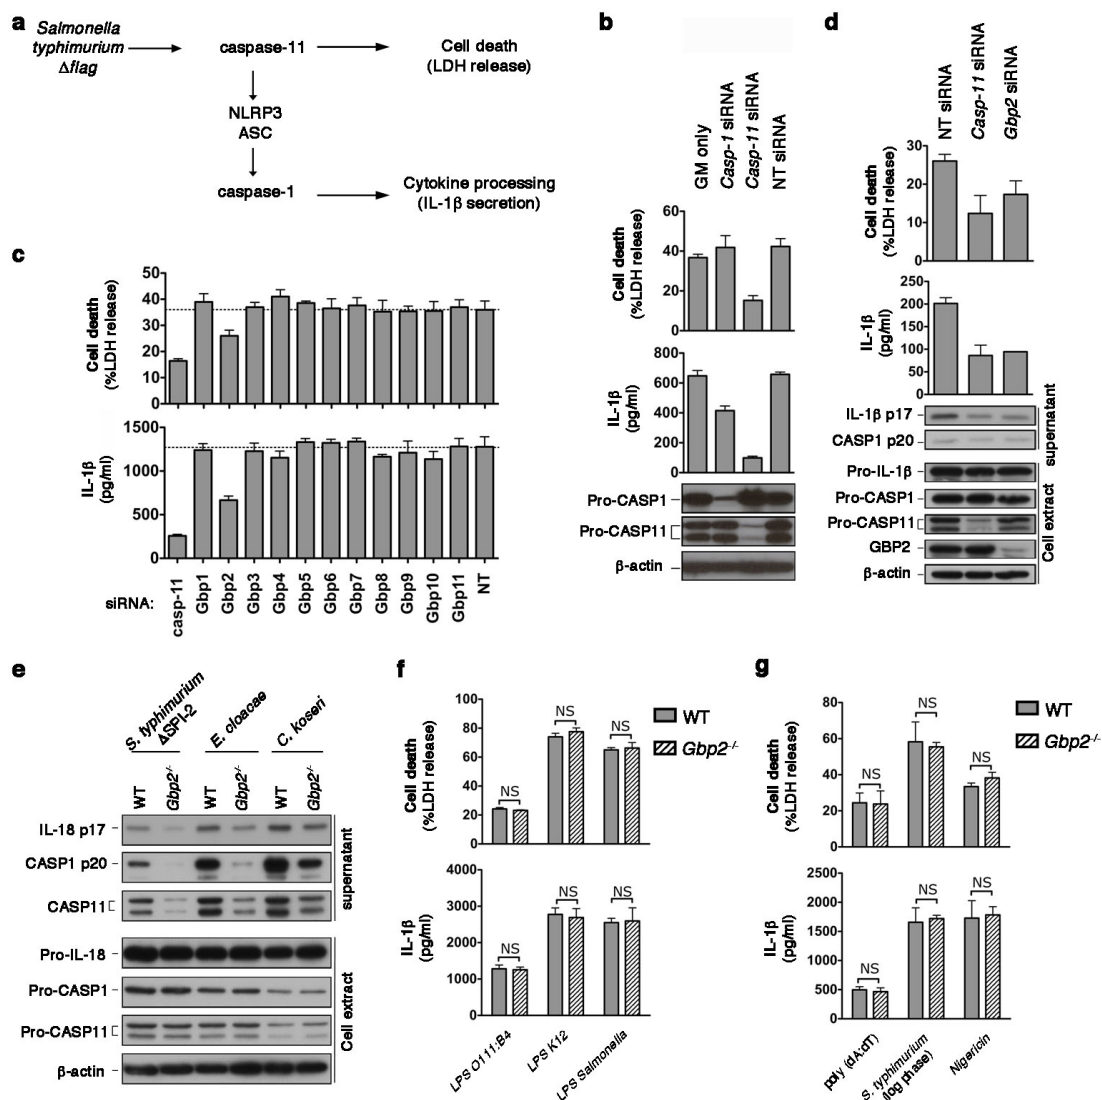 a
Salmonella
typhimurium
Δflag
caspase-11
Cell death
(LDH release)
NLRP3
ASC
caspase-1
Cytokine processing
(IL-1β secretion)
b
GM only
Casp-1 siRNA
Casp-11 siRNA
NT siRNA
Cell death
(%LDH release)
60
40
20
0
IL-1β
(pg/ml)
800
600
400
200
0
Pro-CASP1
Pro-CASP11
β-actin
c
Cell death
(%LDH release)
50
40
30
20
10
0
IL-1β
(pg/ml)
1500
1000
500
0
siRNA:
casp-11
Gbp1
Gbp2
Gbp3
Gbp4
Gbp5
Gbp6
Gbp7
Gbp8
Gbp9
Gbp10
Gbp11
NT
d
NT siRNA
Casp-11 siRNA
Gbp2 siRNA
Cell death
(%LDH release)
30
20
10
0
IL-1β
(pg/ml)
250
200
150
100
50
0
IL-1β p17
CASP1 p20
supernatant
Pro-IL-1β
Pro-CASP1
Pro-CASP11
GBP2
β-actin
Cell extract
e
S. typhimurium
ΔSPI-2
E. cloacae
C. koseri
WT
Gbp2-/-
WT
Gbp2-/-
WT
Gbp2-/-
IL-18 p17
CASP1 p20
CASP11
supernatant
Pro-IL-18
Pro-CASP1
Pro-CASP11
β-actin
Cell extract
f
Cell death
(%LDH release)
100
80
60
40
20
0
NS
NS
NS
WT
Gbp2-/-
IL-1β
(pg/ml)
4000
3000
2000
1000
0
NS
NS
NS
LPS O111:B4
LPS K12
LPS Salmonella
g
Cell death
(%LDH release)
80
60
40
20
0
NS
NS
NS
WT
Gbp2-/-
IL-1β
(pg/ml)
2500
2000
1500
1000
500
0
NS
NS
NS
poly (dA:dT)
S. typhimurium
(log phase)
Nigericin